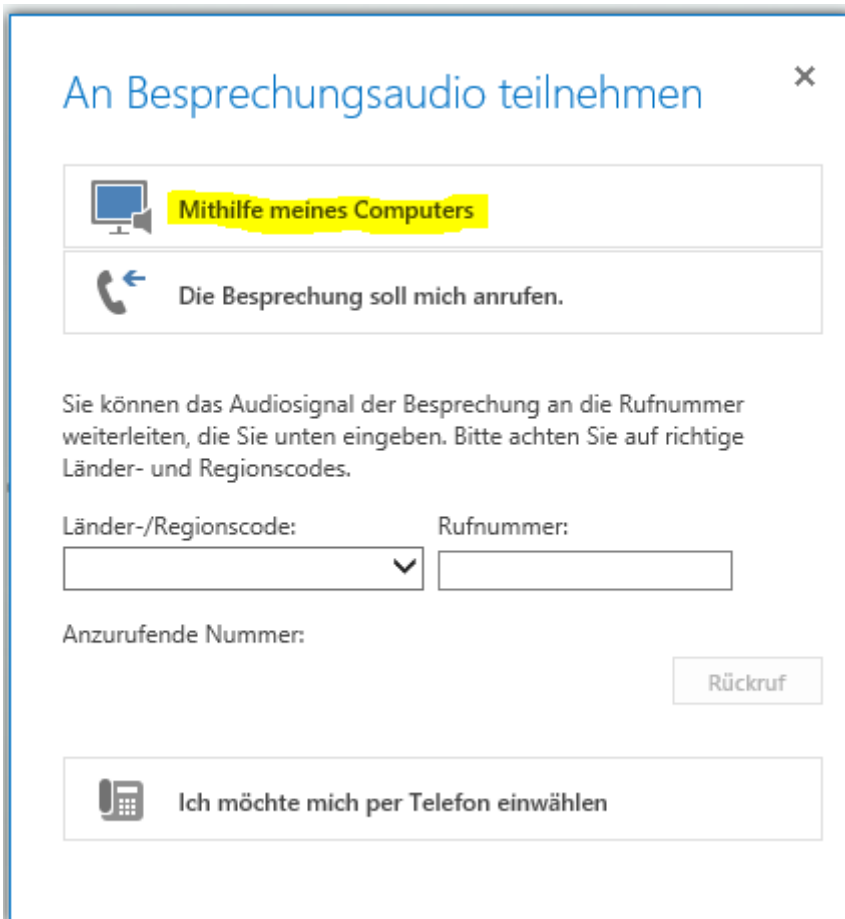 An Besprechungsaudio teilnehmen
Mithilfe meines Computers
Die Besprechung soll mich anrufen.
Sie können das Audiosignal der Besprechung an die Rufnummer
weiterleiten, die Sie unten eingeben. Bitte achten Sie auf richtige
Länder- und Regionscodes.
Länder-/Regionscode: Rufnummer:
Anzurufende Nummer:
Rückruf
Ich möchte mich per Telefon einwählen